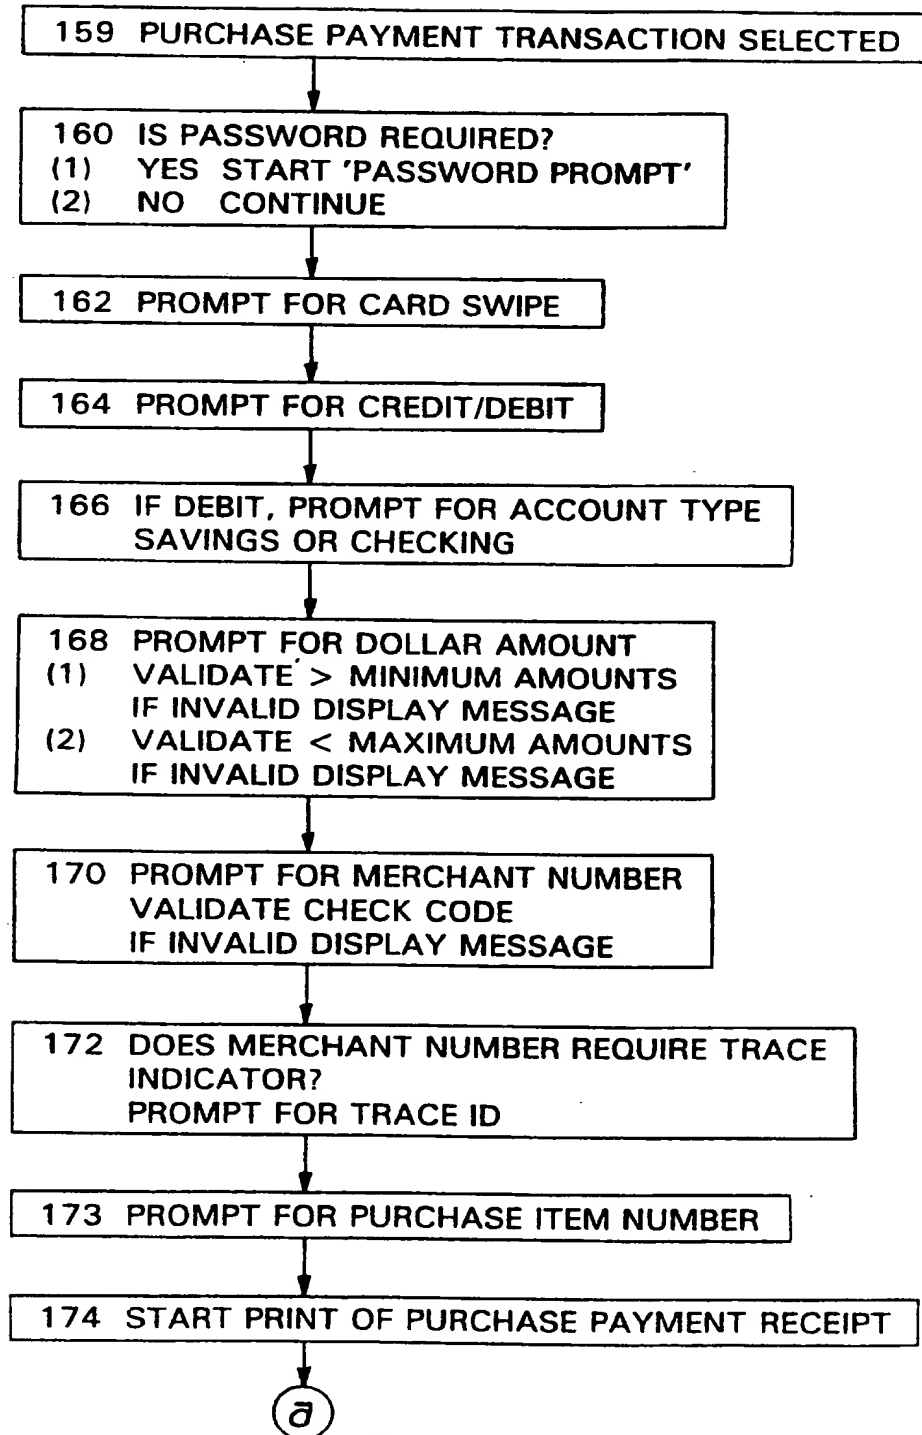 159 PURCHASE PAYMENT TRANSACTION SELECTED
160 IS PASSWORD REQUIRED?
(1) YES START 'PASSWORD PROMPT'
(2) NO CONTINUE
162 PROMPT FOR CARD SWIPE
164 PROMPT FOR CREDIT/DEBIT
166 IF DEBIT, PROMPT FOR ACCOUNT TYPE
SAVINGS OR CHECKING
168 PROMPT FOR DOLLAR AMOUNT
(1) VALIDATE > MINIMUM AMOUNTS
IF INVALID DISPLAY MESSAGE
(2) VALIDATE < MAXIMUM AMOUNTS
IF INVALID DISPLAY MESSAGE
170 PROMPT FOR MERCHANT NUMBER
VALIDATE CHECK CODE
IF INVALID DISPLAY MESSAGE
172 DOES MERCHANT NUMBER REQUIRE TRACE
INDICATOR?
PROMPT FOR TRACE ID
173 PROMPT FOR PURCHASE ITEM NUMBER
174 START PRINT OF PURCHASE PAYMENT RECEIPT
a